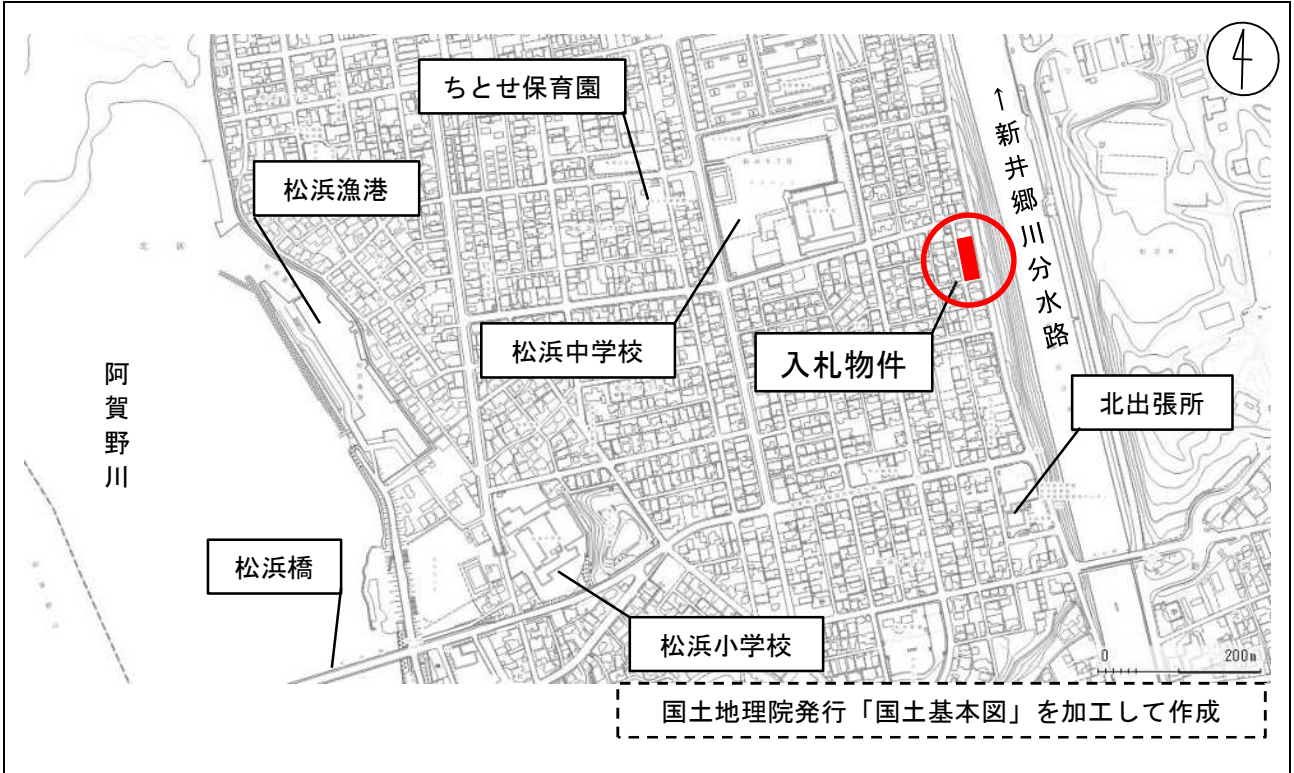 ちとせ保育園
松浜漁港
←新井郷川分水路
北区
松浜中学校
入札物件
阿賀野川
北出張所
松浜橋
松浜小学校
0 200m
国土地理院発行「国土基本図」を加工して作成